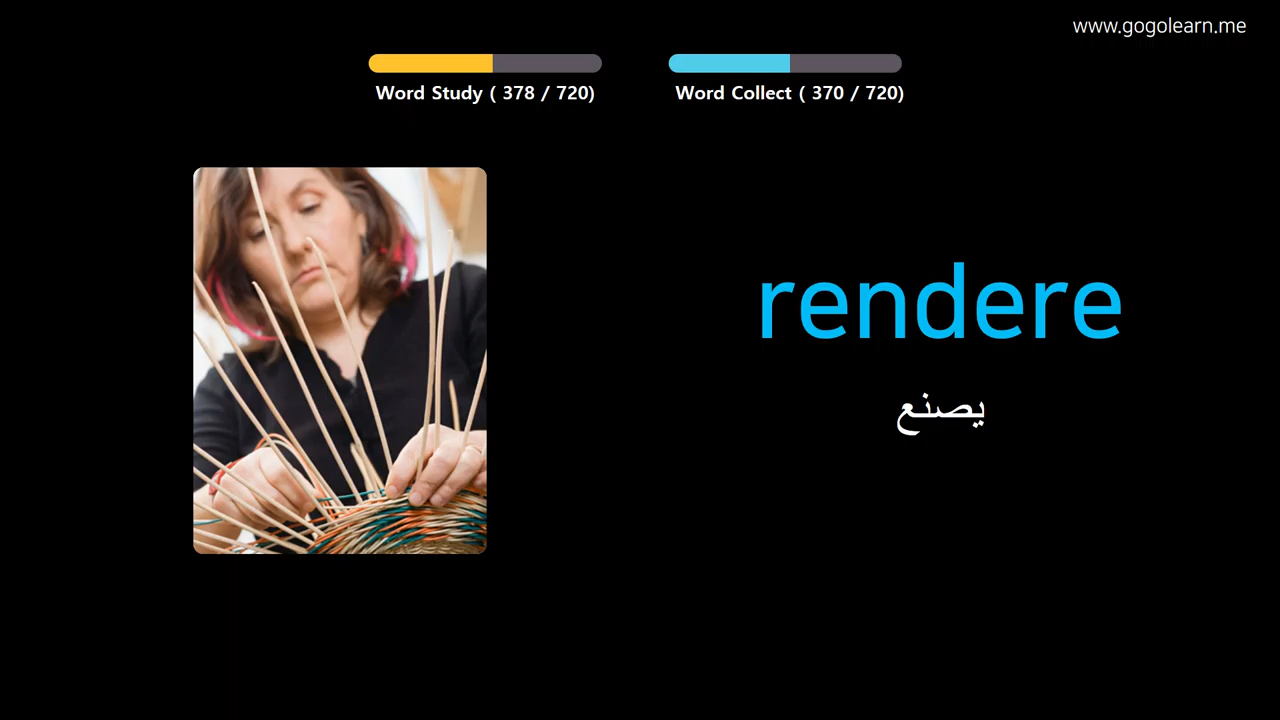 www.gogolearn.me
Word Study ( 378 / 720)
Word Collect ( 370 / 720)
rendere
يصنع